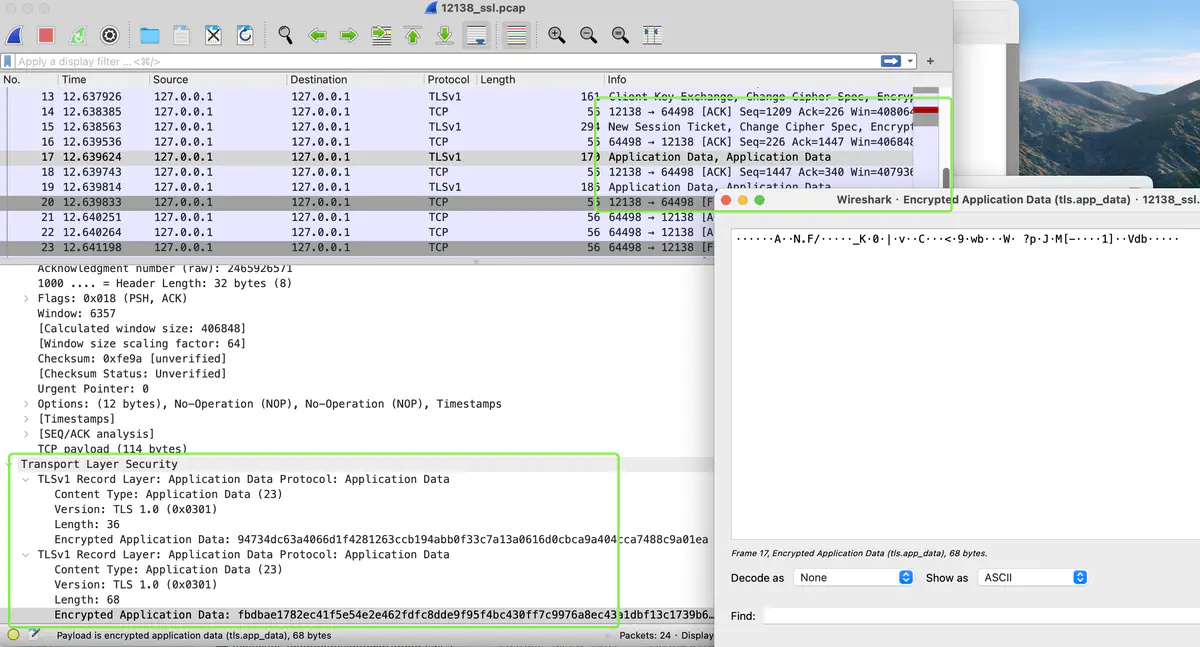 12138_ssl.pcap
Apply a display filter ... <⌘/>
No. Time Source Destination Protocol Length Info
13 12.637926 127.0.0.1 127.0.0.1 TLSv1 161 Client Key Exchange, Change Cipher Spec, Encryp
14 12.638385 127.0.0.1 127.0.0.1 TCP 56 12138 → 64498 [ACK] Seq=1209 Ack=226 Win=408064
15 12.638563 127.0.0.1 127.0.0.1 TLSv1 294 New Session Ticket, Change Cipher Spec, Encrypt
16 12.639536 127.0.0.1 127.0.0.1 TCP 56 64498 → 12138 [ACK] Seq=226 Ack=1447 Win=406848
17 12.639624 127.0.0.1 127.0.0.1 TLSv1 170 Application Data, Application Data
18 12.639743 127.0.0.1 127.0.0.1 TCP 56 12138 → 64498 [ACK] Seq=1447 Ack=340 Win=407936
19 12.639814 127.0.0.1 127.0.0.1 TLSv1 186 Application Data, Application Data
20 12.639833 127.0.0.1 127.0.0.1 TCP 56 12138 → 64498 [F
21 12.640251 127.0.0.1 127.0.0.1 TCP 56 64498 → 12138 [A
22 12.640264 127.0.0.1 127.0.0.1 TCP 56 64498 → 12138 [A
23 12.641198 127.0.0.1 127.0.0.1 TCP 56 64498 → 12138 [F
Acknowledgment number (raw): 2465926571
1000 .... = Header Length: 32 bytes (8)
Flags: 0x018 (PSH, ACK)
Window: 6357
[Calculated window size: 406848]
[Window size scaling factor: 64]
Checksum: 0xfe9a [unverified]
[Checksum Status: Unverified]
Urgent Pointer: 0
Options: (12 bytes), No-Operation (NOP), No-Operation (NOP), Timestamps
[Timestamps]
[SEQ/ACK analysis]
TCP payload (114 bytes)
Transport Layer Security
TLSv1 Record Layer: Application Data Protocol: Application Data
Content Type: Application Data (23)
Version: TLS 1.0 (0x0301)
Length: 36
Encrypted Application Data: 94734dc63a4066d1f4281263ccb194abb0f33c7a13a0616d0cbca9a404cca7488c9a01ea
TLSv1 Record Layer: Application Data Protocol: Application Data
Content Type: Application Data (23)
Version: TLS 1.0 (0x0301)
Length: 68
Encrypted Application Data: fbdbae1782ec41f5e54e2e462fdfc8dde9f95f4bc430ff7c9976a8ec43a1dbf13c1739b6…
Payload is encrypted application data (tls.app_data), 68 bytes
Packets: 24 · Display
Wireshark · Encrypted Application Data (tls.app_data) · 12138_ssl.
······A··N.F/·····_K·0·|·v··C···<·9·wb···W· ?p·J·M[—····1]··Vdb·····
Frame 17, Encrypted Application Data (tls.app_data), 68 bytes.
Decode as None Show as ASCII
Find: